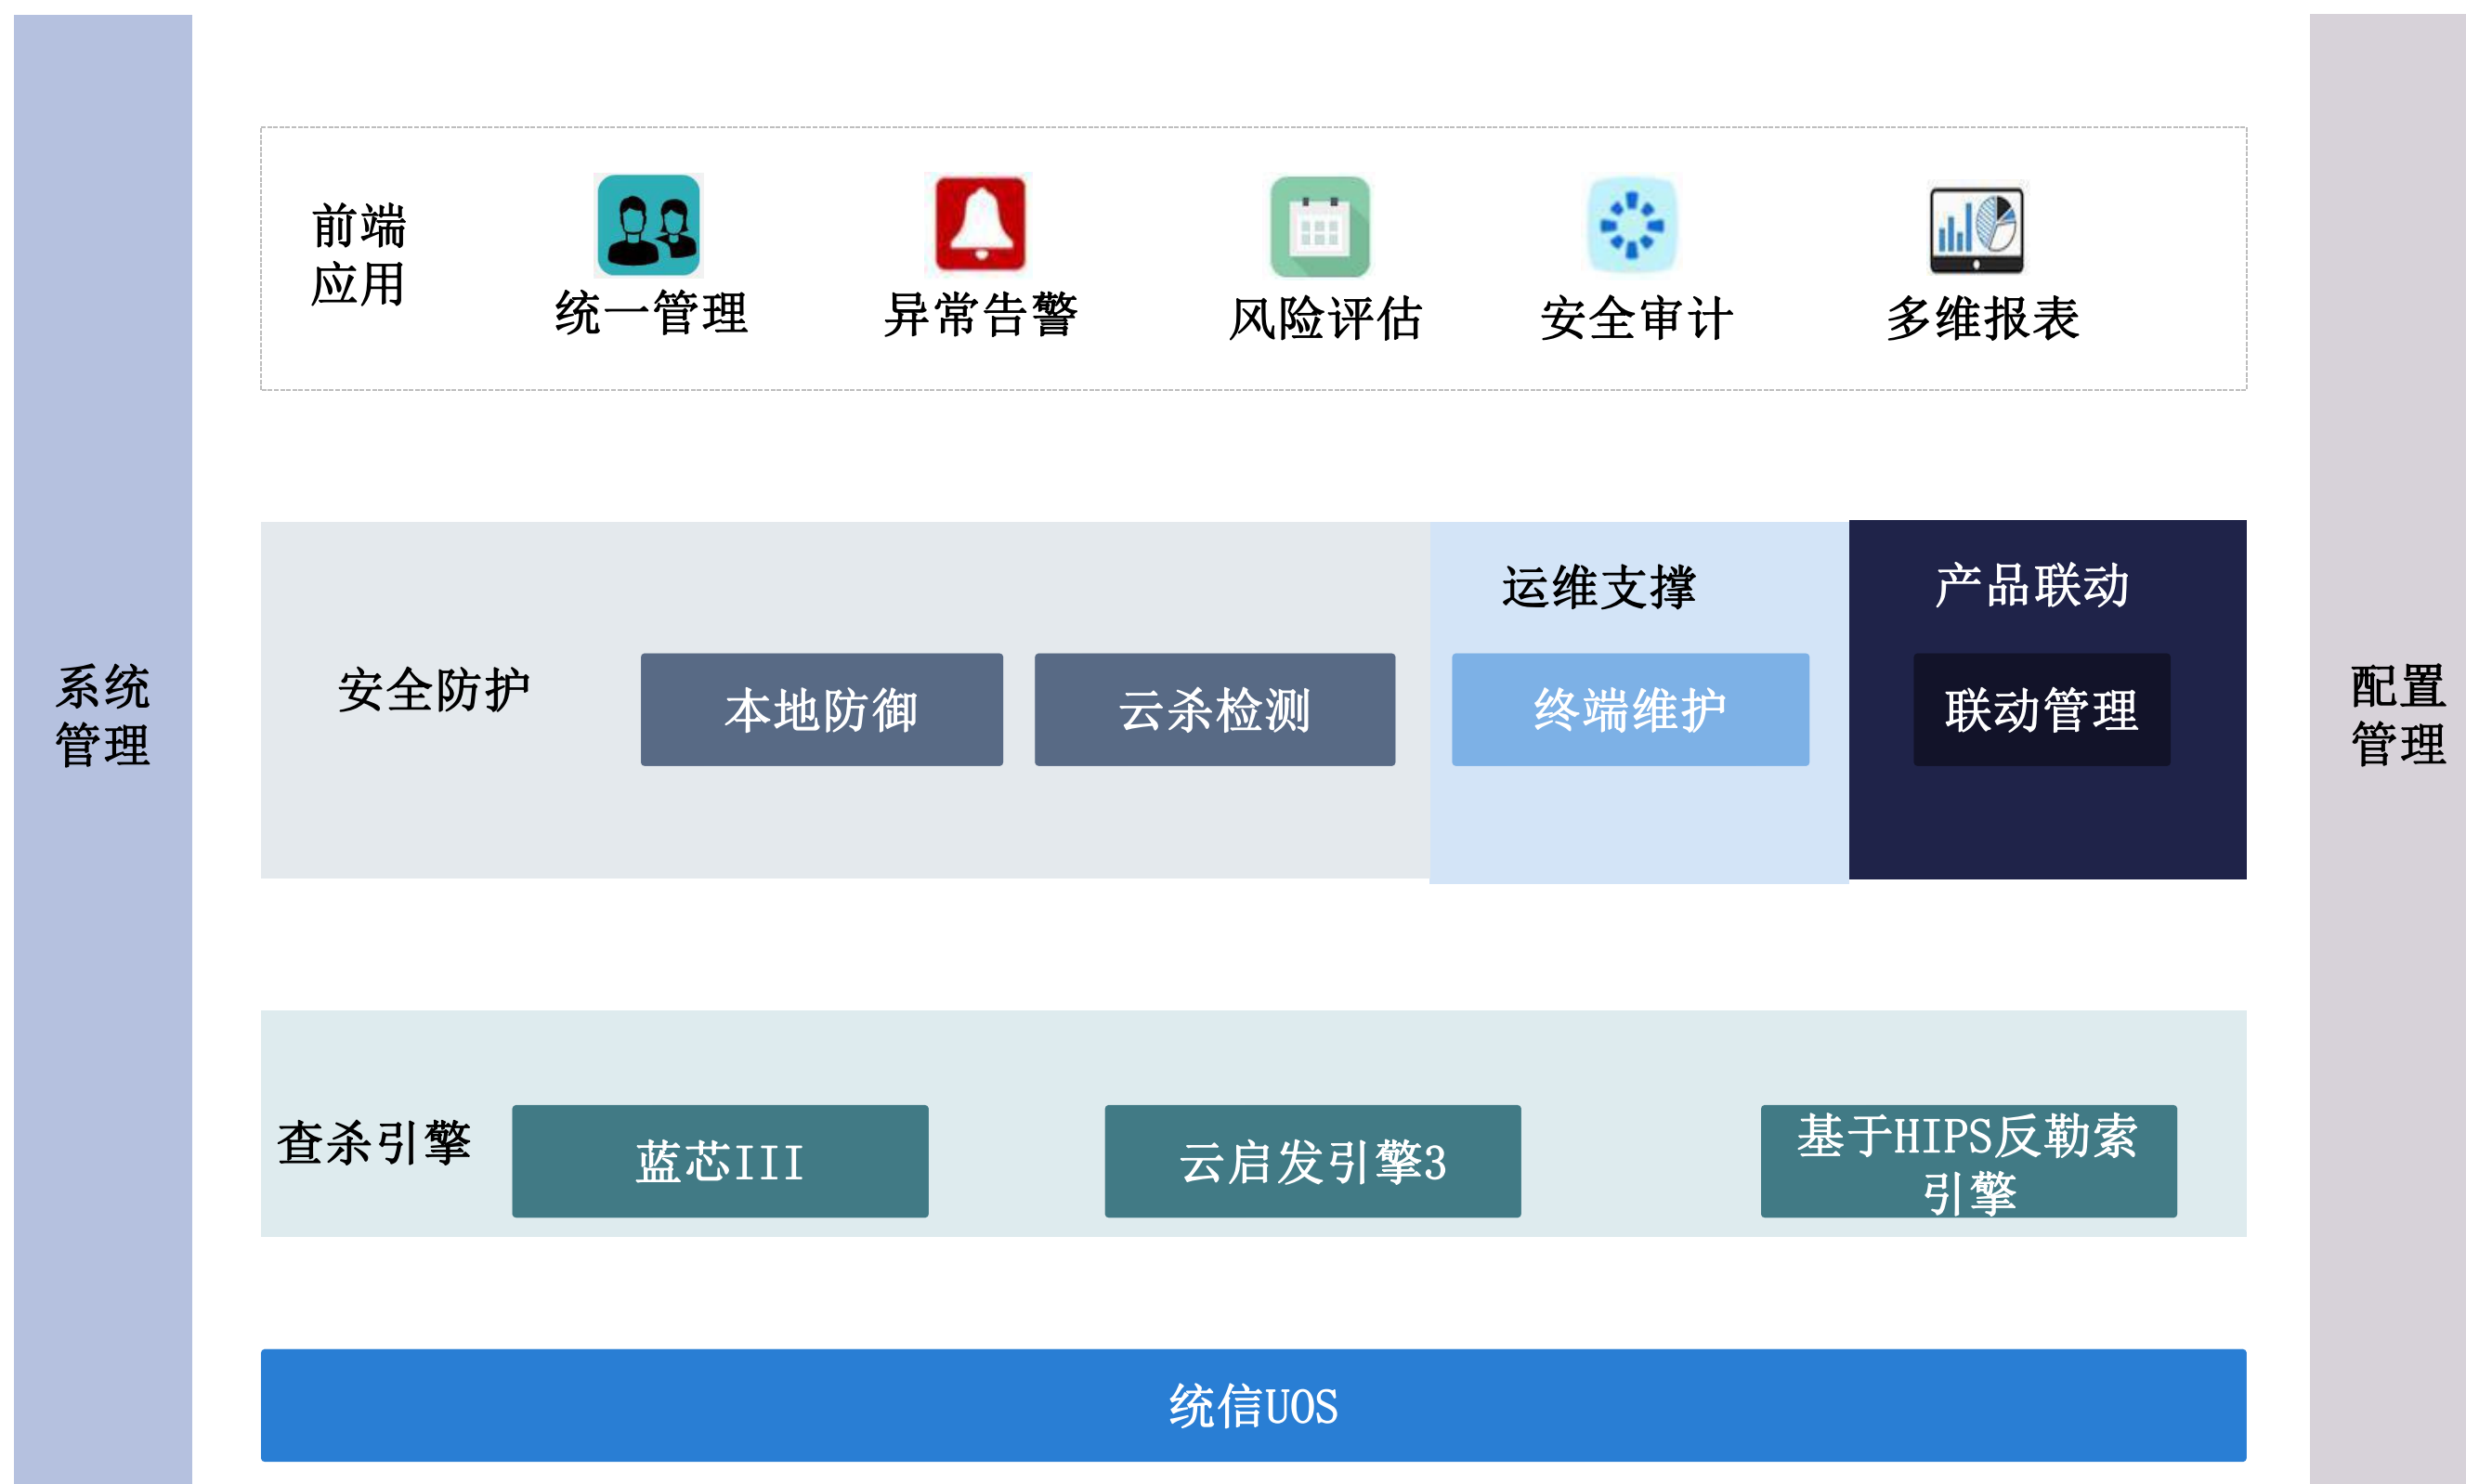 前端
应用
统一管理
异常告警
风险评估
安全审计
多维报表
系统
管理
安全防护
本地防御
云杀检测
运维支撑
终端维护
产品联动
联动管理
配置
管理
查杀引擎
蓝芯III
云启发引擎3
基于HIPS反勒索
引擎
统信UOS